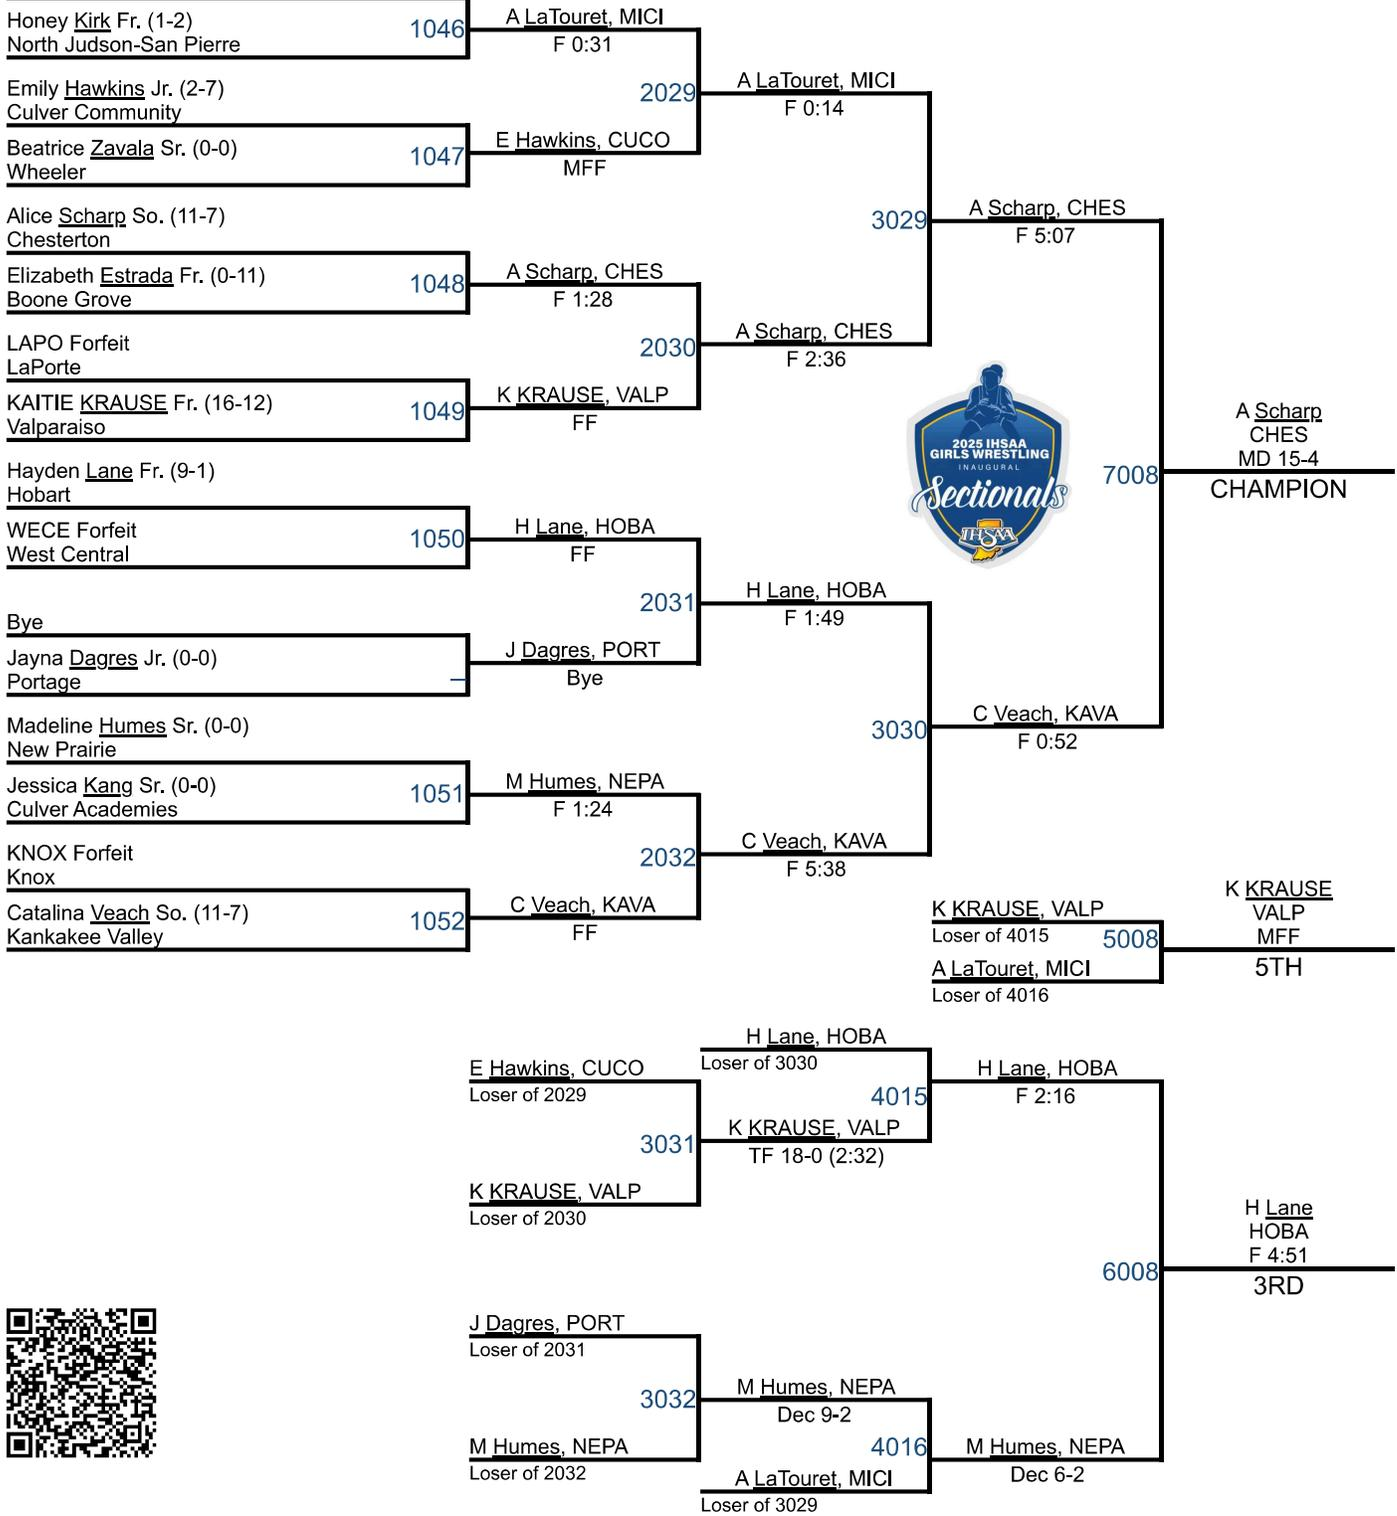 Honey Kirk Fr. (1-2)
North Judson-San Pierre
1046
A LaTouret, MICI
F 0:31
Emily Hawkins Jr. (2-7)
Culver Community
2029
A LaTouret, MICI
F 0:14
Beatrice Zavala Sr. (0-0)
Wheeler
1047
E Hawkins, CUCO
MFF
Alice Scharp So. (11-7)
Chesterton
3029
A Scharp, CHES
F 5:07
Elizabeth Estrada Fr. (0-11)
Boone Grove
1048
A Scharp, CHES
F 1:28
LAPO Forfeit
LaPorte
2030
A Scharp, CHES
F 2:36
KAITIE KRAUSE Fr. (16-12)
Valparaiso
1049
K KRAUSE, VALP
FF
2025 IHSAA
GIRLS WRESTLING
INAUGURAL
Sectionals
IHSAA
7008
A Scharp
CHES
MD 15-4
CHAMPION
Hayden Lane Fr. (9-1)
Hobart
WECE Forfeit
West Central
1050
H Lane, HOBA
FF
2031
H Lane, HOBA
F 1:49
Bye
Jayna Dagres Jr. (0-0)
Portage
J Dagres, PORT
Bye
Madeline Humes Sr. (0-0)
New Prairie
3030
C Veach, KAVA
F 0:52
Jessica Kang Sr. (0-0)
Culver Academies
1051
M Humes, NEPA
F 1:24
KNOX Forfeit
Knox
2032
C Veach, KAVA
F 5:38
Catalina Veach So. (11-7)
Kankakee Valley
1052
C Veach, KAVA
FF
K KRAUSE, VALP
Loser of 4015
5008
A LaTouret, MICI
Loser of 4016
K KRAUSE
VALP
MFF
5TH
H Lane, HOBA
Loser of 3030
E Hawkins, CUCO
Loser of 2029
4015
H Lane, HOBA
F 2:16
3031
K KRAUSE, VALP
TF 18-0 (2:32)
K KRAUSE, VALP
Loser of 2030
6008
H Lane
HOBA
F 4:51
3RD
J Dagres, PORT
Loser of 2031
3032
M Humes, NEPA
Dec 9-2
M Humes, NEPA
Loser of 2032
4016
M Humes, NEPA
Dec 6-2
A LaTouret, MICI
Loser of 3029